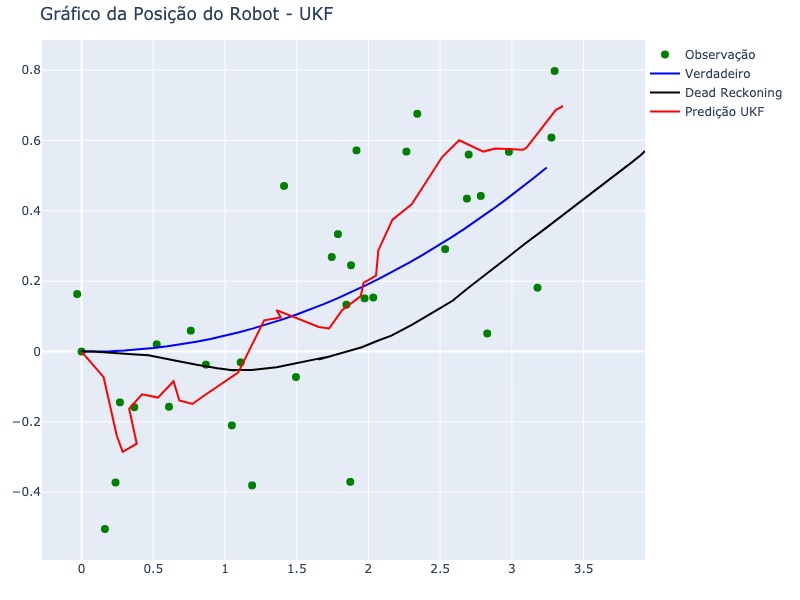 Gráfico da Posição do Robot - UKF
Observação
Verdadeiro
Dead Reckoning
Predição UKF
0.8
0.6
0.4
0.2
0
−0.2
−0.4
0 0.5 1 1.5 2 2.5 3 3.5